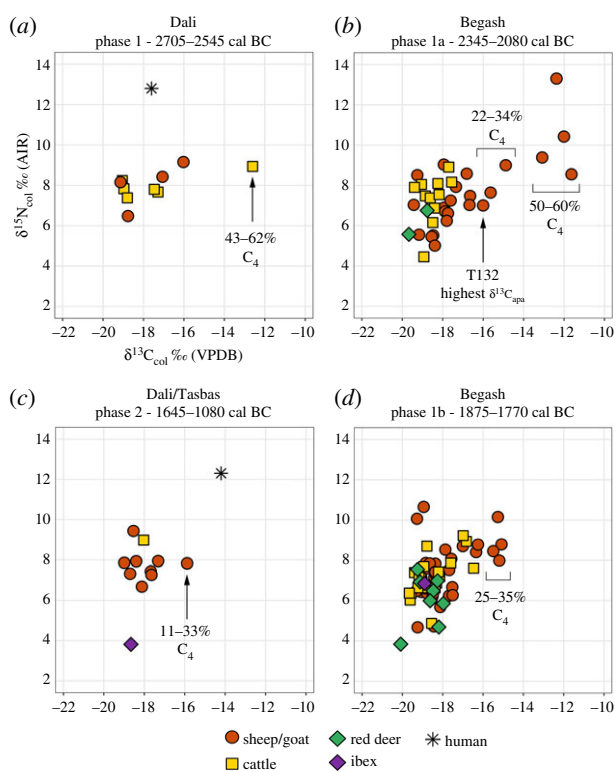 (a) Dali
phase 1 - 2705–2545 cal BC
14
12
10
8
6
4
2
δ¹⁵N_col ‰ (AIR)
43–62%
C₄
–22 –20 –18 –16 –14 –12 –10
δ¹³C_col ‰ (VPDB)
(b) Begash
phase 1a - 2345–2080 cal BC
14
12
10
8
6
4
2
22–34%
C₄
50–60%
C₄
T132
highest δ¹³C_apa
–22 –20 –18 –16 –14 –12 –10
(c) Dali/Tasbas
phase 2 - 1645–1080 cal BC
14
12
10
8
6
4
2
11–33%
C₄
–22 –20 –18 –16 –14 –12 –10
(d) Begash
phase 1b - 1875–1770 cal BC
14
12
10
8
6
4
2
25–35%
C₄
–22 –20 –18 –16 –14 –12 –10
sheep/goat red deer human
cattle ibex